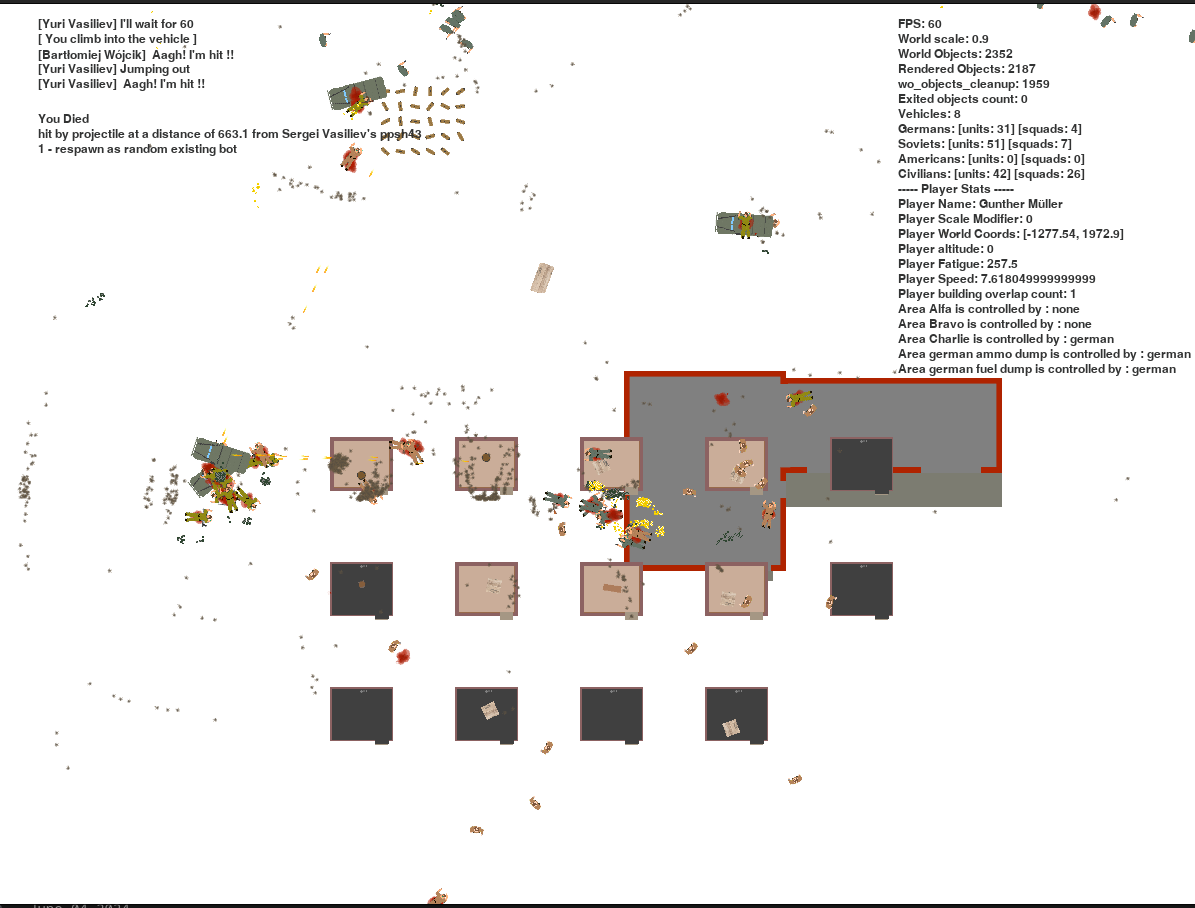 [Yuri Vasiliev] I'll wait for 60
[ You climb into the vehicle ]
[Bartłomiej Wójcik]  Aagh! I'm hit !!
[Yuri Vasiliev] Jumping out
[Yuri Vasiliev]  Aagh! I'm hit !!
You Died
hit by projectile at a distance of 663.1 from Sergei Vasiliev's ppsh43
1 - respawn as random existing bot
FPS: 60
World scale: 0.9
World Objects: 2352
Rendered Objects: 2187
wo_objects_cleanup: 1959
Exited objects count: 0
Vehicles: 8
Germans: [units: 31] [squads: 4]
Soviets: [units: 51] [squads: 7]
Americans: [units: 0] [squads: 0]
Civilians: [units: 42] [squads: 26]
----- Player Stats -----
Player Name: Gunther Müller
Player Scale Modifier: 0
Player World Coords: [-1277.54, 1972.9]
Player altitude: 0
Player Fatigue: 257.5
Player Speed: 7.618049999999999
Player building overlap count: 1
Area Alfa is controlled by : none
Area Bravo is controlled by : none
Area Charlie is controlled by : german
Area german ammo dump is controlled by : german
Area german fuel dump is controlled by : german